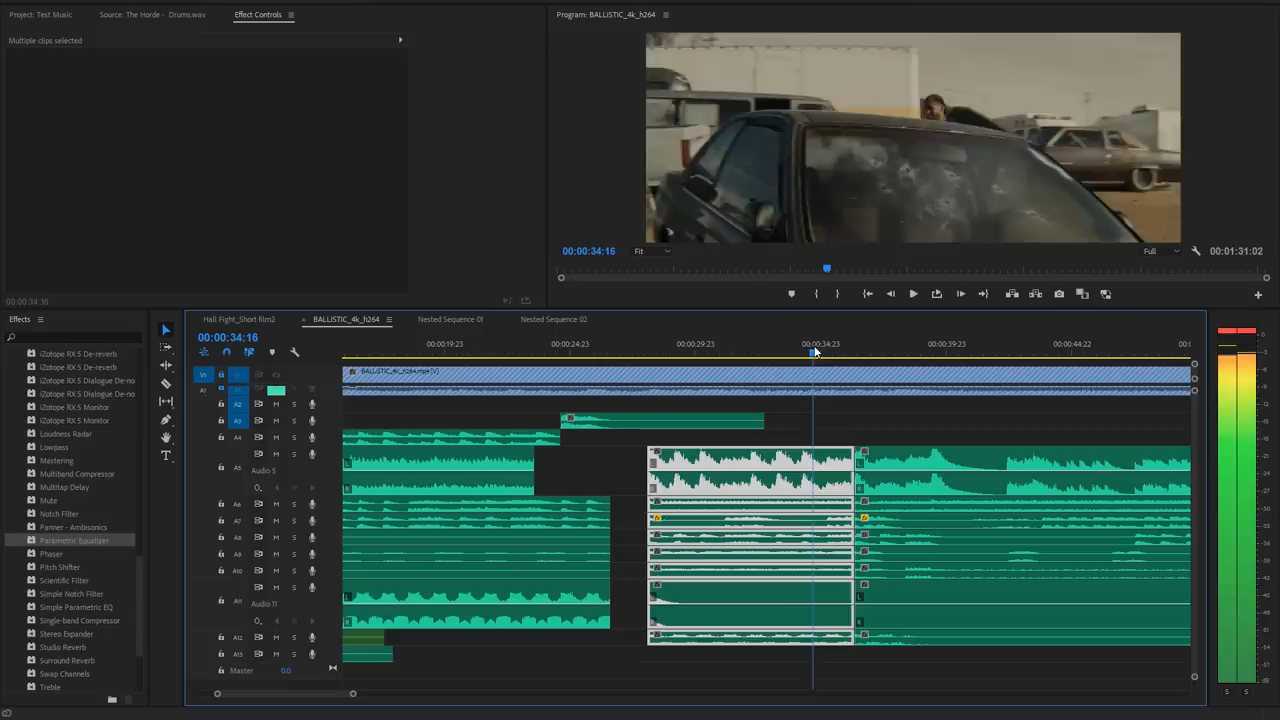 Project: Test Music
Source: The Horde - Drums.wav
Effect Controls
Program: BALLISTIC_4k_h264
Multiple clips selected
00:00:34:16
Fit
Full
00:01:31:02
00:00:34:16
Effects
Hall Fight_Short film2
BALLISTIC_4k_h264
Nested Sequence 01
Nested Sequence 02
00:00:34:16
00:00:19:23
00:00:24:23
00:00:29:23
00:00:34:23
00:00:39:23
00:00:44:22
00:0
iZotope RX 5 De-reverb
iZotope RX 5 De-reverb
iZotope RX 5 Dialogue De-no
iZotope RX 5 Dialogue De-no
iZotope RX 5 Monitor
iZotope RX 5 Monitor
Loudness Radar
Lowpass
Mastering
Multiband Compressor
Multitap Delay
Mute
Notch Filter
Panner - Ambisonics
Parametric Equalizer
Phaser
Pitch Shifter
Scientific Filter
Simple Notch Filter
Simple Parametric EQ
Single-band Compressor
Stereo Expander
Studio Reverb
Surround Reverb
Swap Channels
Treble
V1
BALLISTIC_4k_h264.mp4 [V]
A1
A2 M S
A3 M S
A4 M S
M S
A5
Audio 5
A6 M S
A7 M S
A8 M S
A9 M S
A10 M S
M S
A11
Audio 11
A12 M S
A13 M S
Master 0.0
L
R
L
R
L
R
L
R
dB
S S